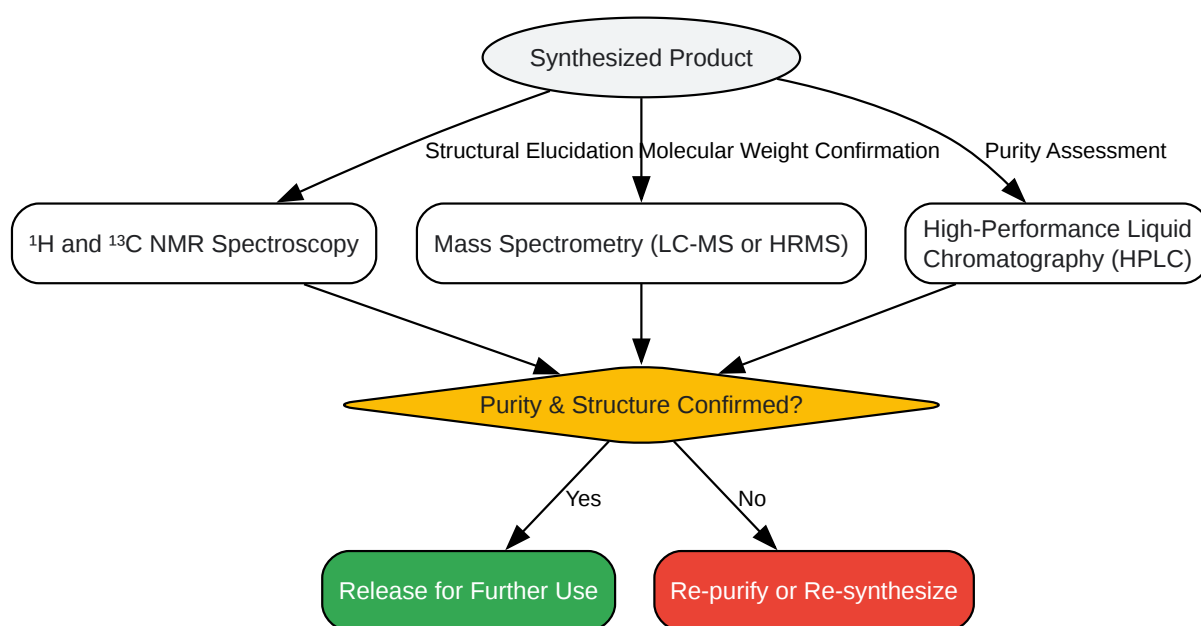 Synthesized Product
Structural Elucidation
Molecular Weight Confirmation
Purity Assessment
¹H and ¹³C NMR Spectroscopy
Mass Spectrometry (LC-MS or HRMS)
High-Performance Liquid
Chromatography (HPLC)
Purity & Structure Confirmed?
Yes
No
Release for Further Use
Re-purify or Re-synthesize